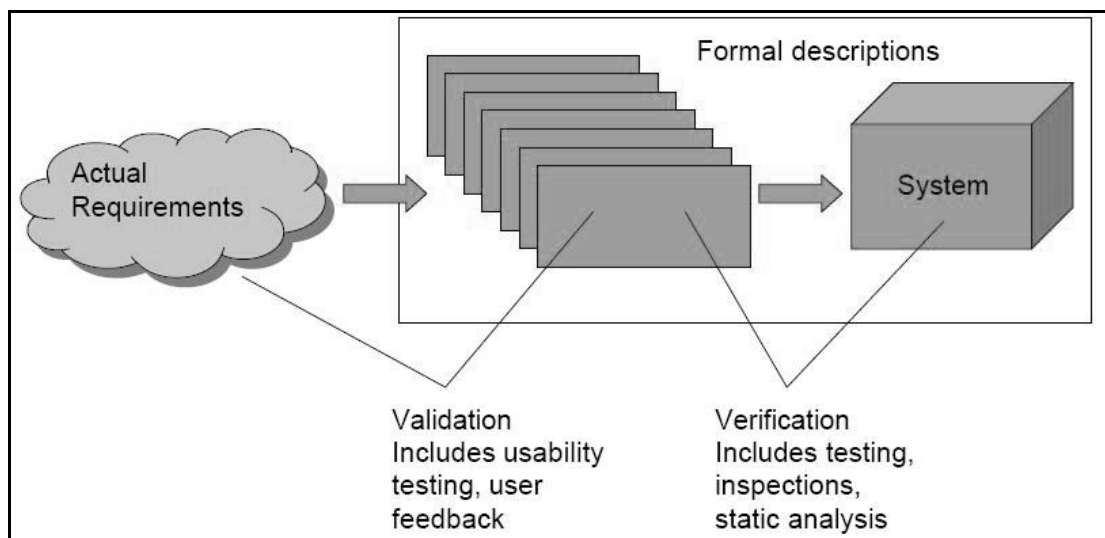 Formal descriptions
Actual
Requirements
System
Validation
Includes usability
testing, user
feedback
Verification
Includes testing,
inspections,
static analysis